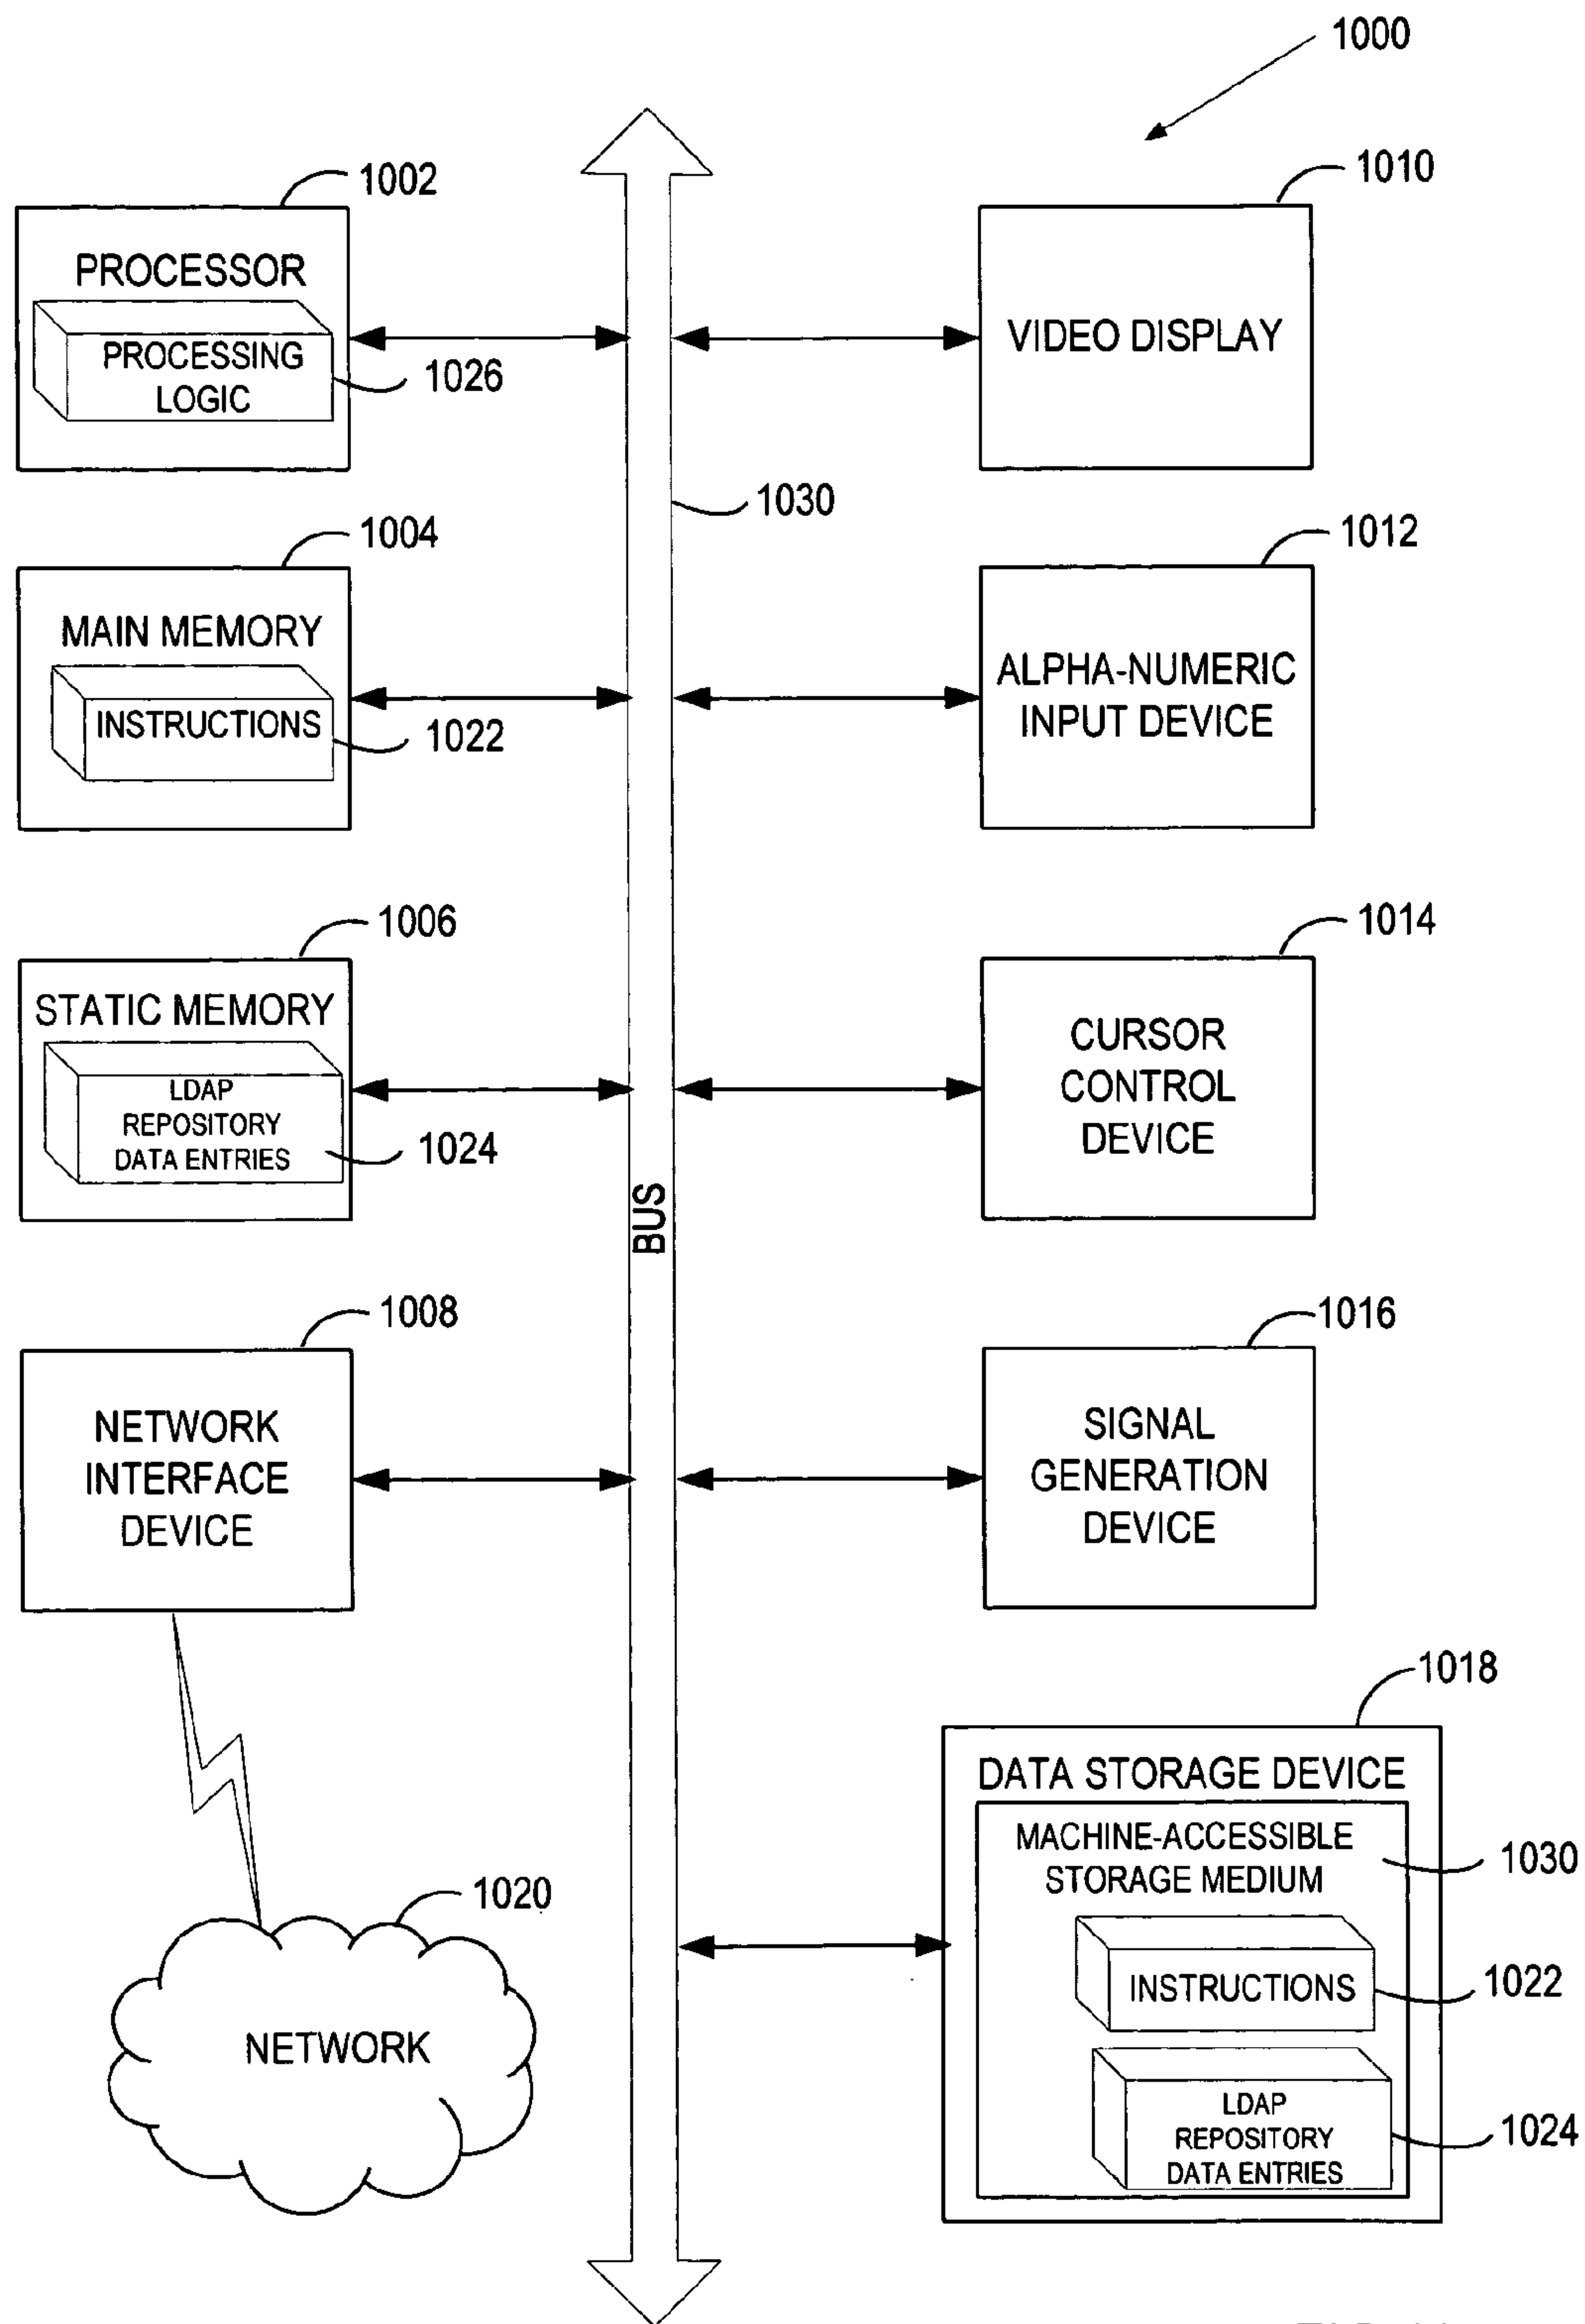 1000
1002
PROCESSOR
PROCESSING
LOGIC
1026
1010
VIDEO DISPLAY
1030
1004
MAIN MEMORY
INSTRUCTIONS
1022
1012
ALPHA-NUMERIC
INPUT DEVICE
1006
STATIC MEMORY
LDAP
REPOSITORY
DATA ENTRIES
1024
1014
CURSOR
CONTROL
DEVICE
BUS
1008
NETWORK
INTERFACE
DEVICE
1016
SIGNAL
GENERATION
DEVICE
1018
DATA STORAGE DEVICE
MACHINE-ACCESSIBLE
STORAGE MEDIUM
1030
INSTRUCTIONS
1022
LDAP
REPOSITORY
DATA ENTRIES
1024
1020
NETWORK